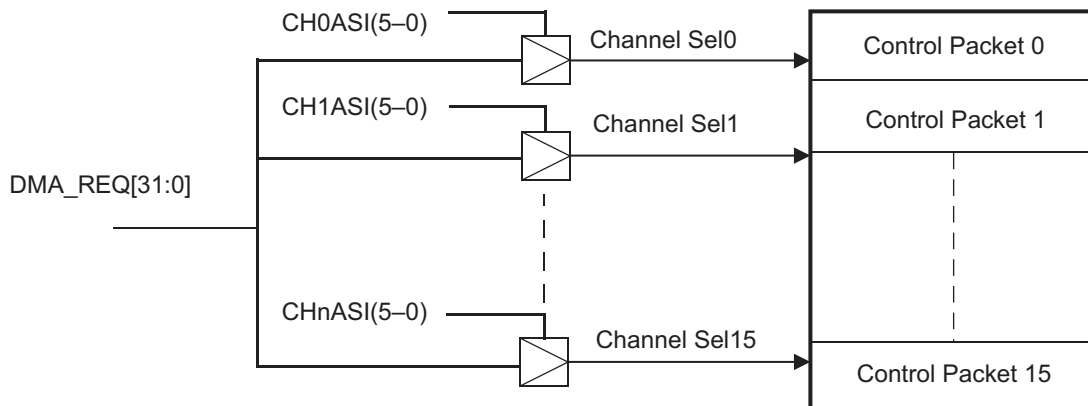 CH0ASI(5–0)
Channel Sel0
Control Packet 0
CH1ASI(5–0)
Channel Sel1
Control Packet 1
DMA_REQ[31:0]
CHnASI(5–0)
Channel Sel15
Control Packet 15